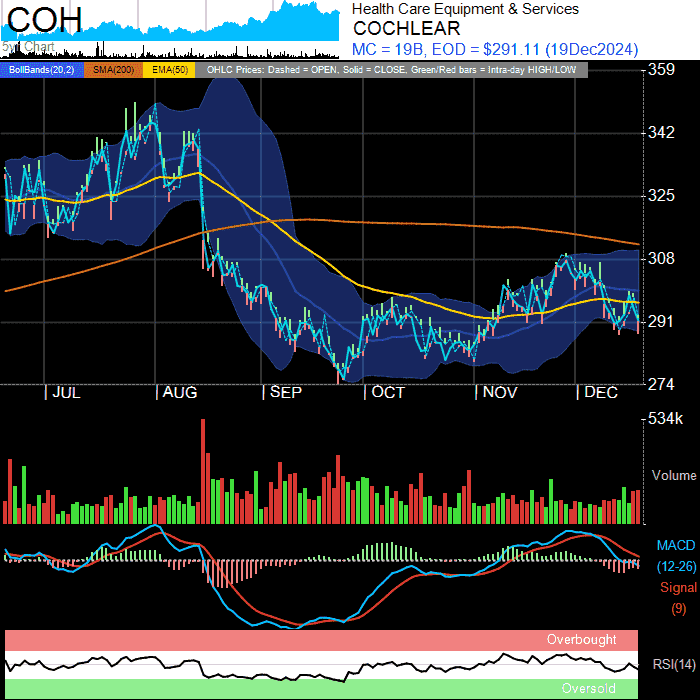 COH
5yr Chart
Health Care Equipment & Services
COCHLEAR
MC = 19B, EOD = $291.11 (19Dec2024)
BollBands(20,2) SMA(200) EMA(50) OHLC Prices: Dashed = OPEN, Solid = CLOSE, Green/Red bars = Intra-day HIGH/LOW
359
342
325
308
291
274
| JUL | AUG | SEP | OCT | NOV | DEC
534k
Volume
MACD
(12-26)
Signal
(9)
Overbought
RSI(14)
Oversold